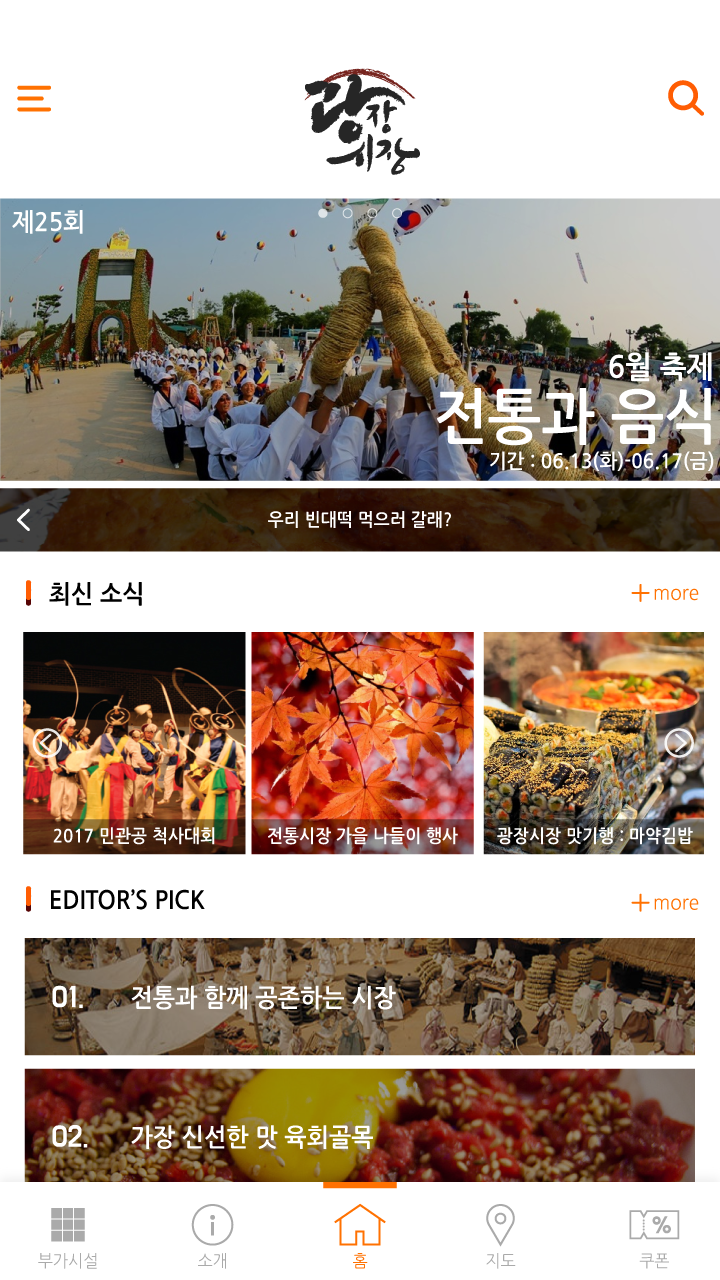 광장
시장
제25회
6월 축제
전통과 음식
기간 : 06.13(화)-06.17(금)
우리 빈대떡 먹으러 갈래?
최신 소식
+more
2017 민관공 척사대회
전통시장 가을 나들이 행사
광장시장 맛기행 : 마약김밥
EDITOR'S PICK
+more
01. 전통과 함께 공존하는 시장
02. 가장 신선한 맛 육회골목
부가시설
소개
홈
지도
%
쿠폰